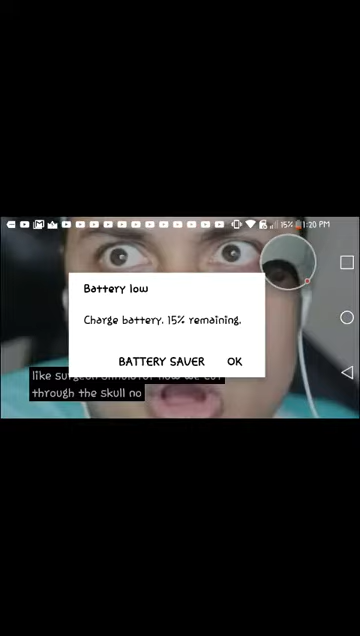 15% 1:20 PM
Battery low
Charge battery. 15% remaining.
BATTERY SAVER OK
like surgeon simulator now we cut
through the skull no